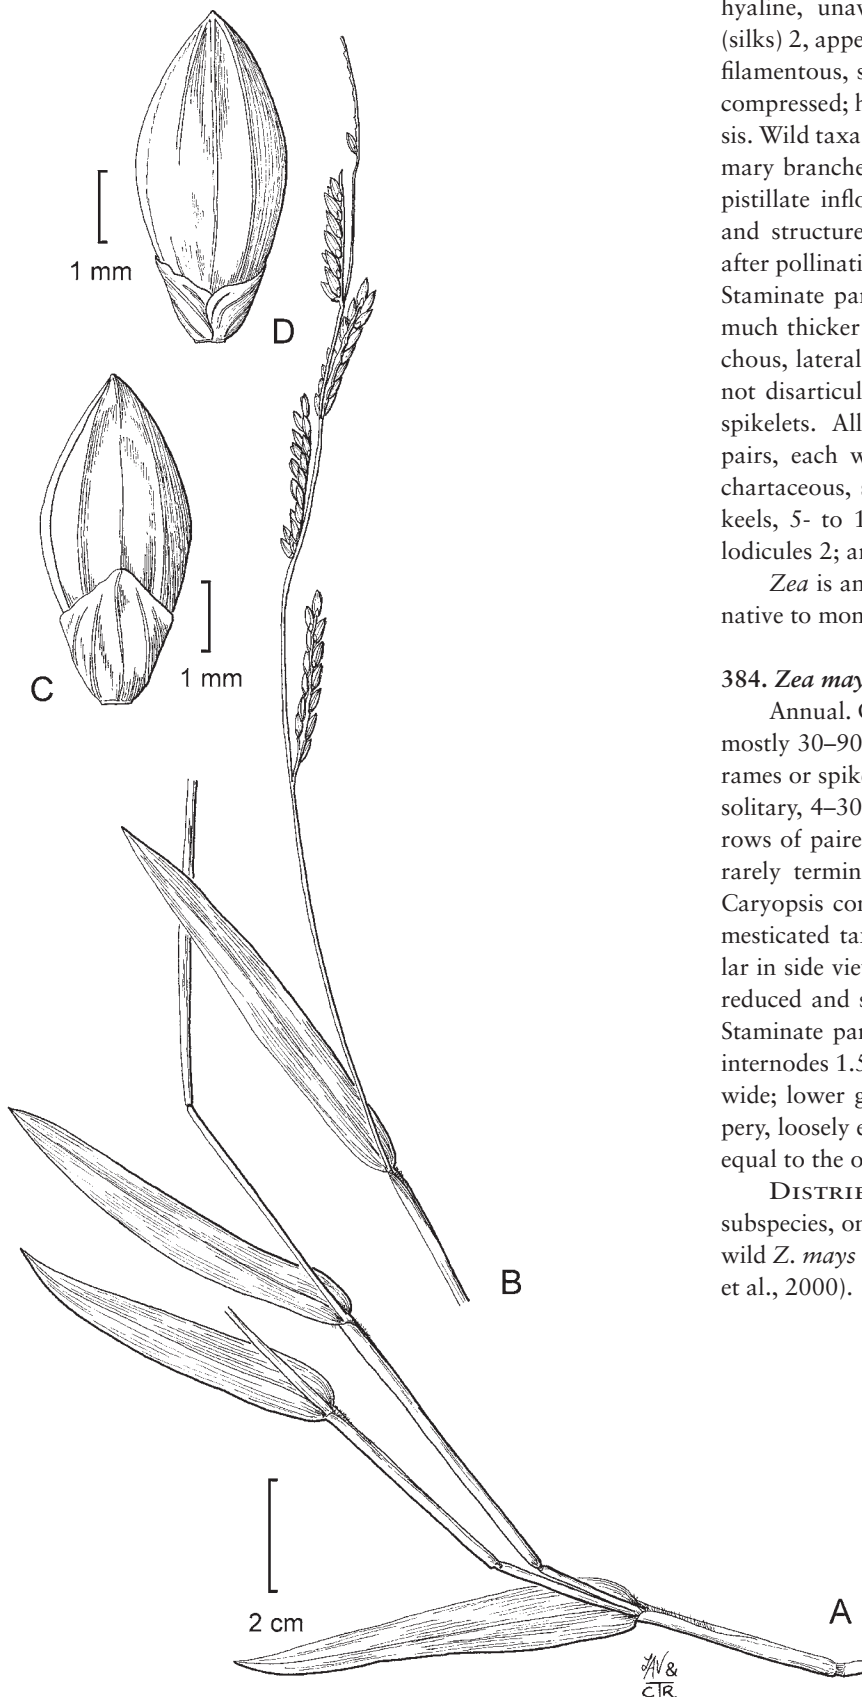 1 mm
D
1 mm
C
B
2 cm
A
JAV &
CTR
hyaline, unav
(silks) 2, appe
filamentous, s
compressed; h
sis. Wild taxa
mary branche
pistillate inflo
and structure
after pollinati
Staminate par
much thicker
chous, lateral
not disarticul
spikelets. All
pairs, each w
chartaceous, s
keels, 5- to 1
lodicules 2; an
Zea is an
native to mon
384. Zea may
Annual. C
mostly 30–90
rames or spik
solitary, 4–30
rows of paire
rarely termin
Caryopsis con
mesticated tax
lar in side vie
reduced and s
Staminate par
internodes 1.5
wide; lower g
pery, loosely e
equal to the o
DISTRIB
subspecies, on
wild Z. mays
et al., 2000).